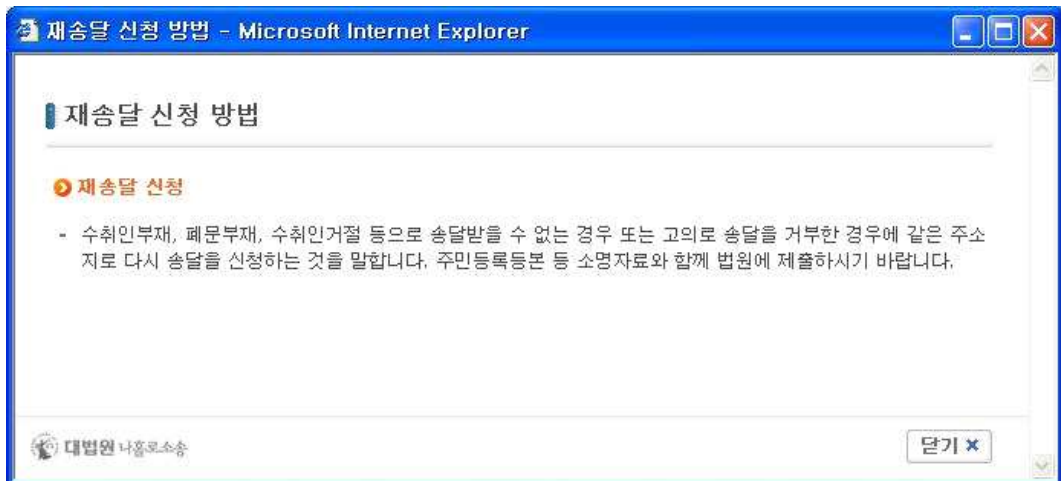 재송달 신청 방법 - Microsoft Internet Explorer
재송달 신청 방법
재송달 신청
- 수취인부재, 폐문부재, 수취인거절 등으로 송달받을 수 없는 경우 또는 고의로 송달을 거부한 경우에 같은 주소
지로 다시 송달을 신청하는 것을 말합니다. 주민등록등본 등 소명자료와 함께 법원에 제출하시기 바랍니다.
대법원 나홀로소송
닫기